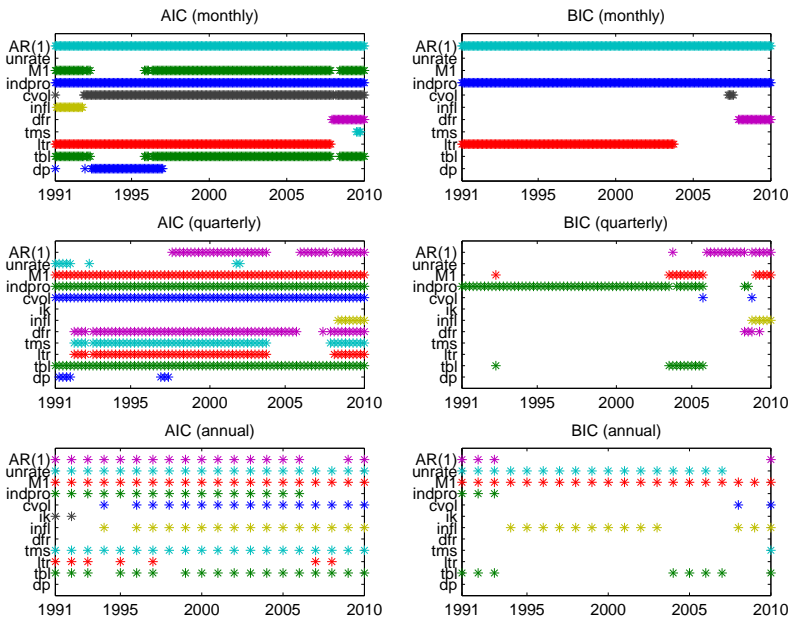 AIC (monthly)
AR(1)
unrate
M1
indpro
cvol
infl
dfr
tms
ltr
tbl
dp
1991 1995 2000 2005 2010
BIC (monthly)
AR(1)
unrate
M1
indpro
cvol
infl
dfr
tms
ltr
tbl
dp
1991 1995 2000 2005 2010
AIC (quarterly)
AR(1)
unrate
M1
indpro
cvol
ik
infl
dfr
tms
ltr
tbl
dp
1991 1995 2000 2005 2010
BIC (quarterly)
AR(1)
unrate
M1
indpro
cvol
ik
infl
dfr
tms
ltr
tbl
dp
1991 1995 2000 2005 2010
AIC (annual)
AR(1)
unrate
M1
indpro
cvol
ik
infl
dfr
tms
ltr
tbl
dp
1991 1995 2000 2005 2010
BIC (annual)
AR(1)
unrate
M1
indpro
cvol
ik
infl
dfr
tms
ltr
tbl
dp
1991 1995 2000 2005 2010